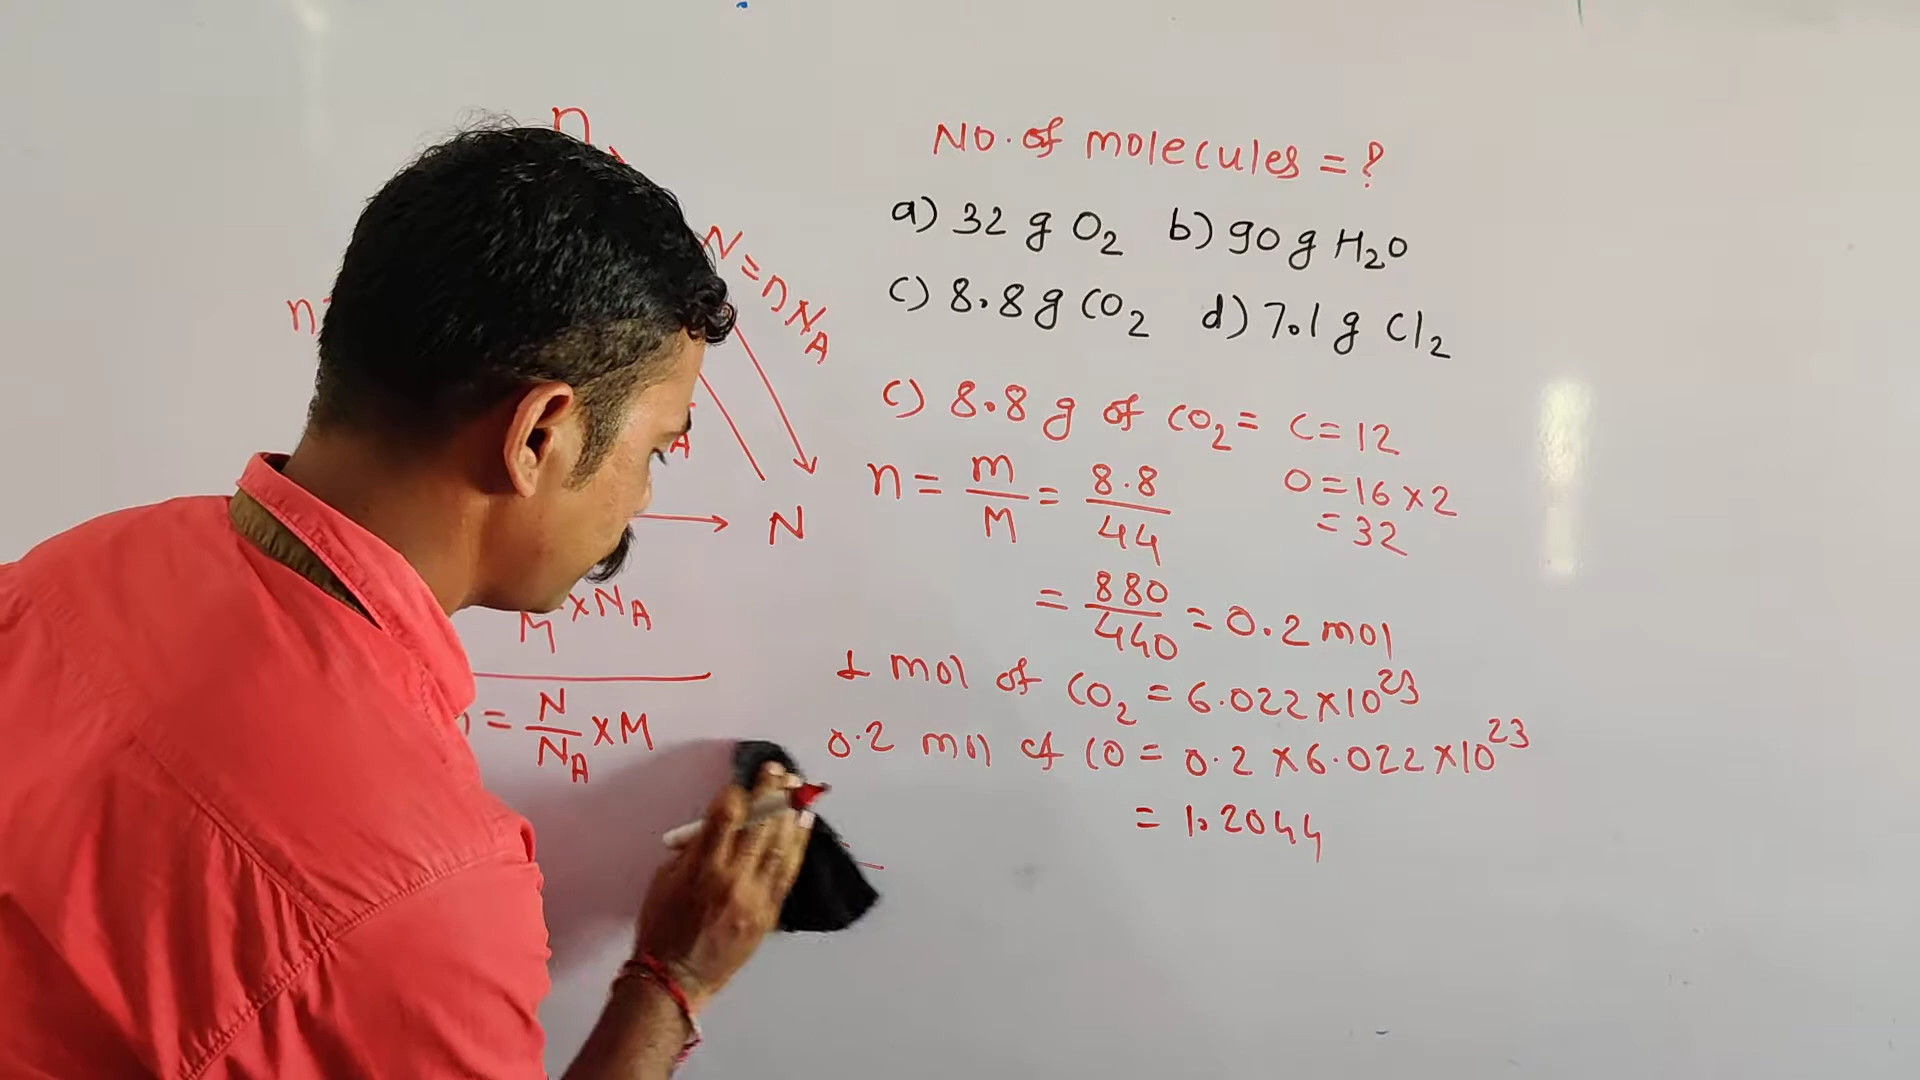 n
N = nN_A
n
A
N
M × N_A
= N/N_A × M
No. of molecules = ?
a) 32 g O₂ b) 90 g H₂O
c) 8.8 g CO₂ d) 7.1 g Cl₂
c) 8.8 g of CO₂ = C = 12
n = m/M = 8.8/44 O = 16 × 2
= 32
= 880/440 = 0.2 mol
1 mol of CO₂ = 6.022 × 10²³
0.2 mol of CO = 0.2 × 6.022 × 10²³
= 1.2044